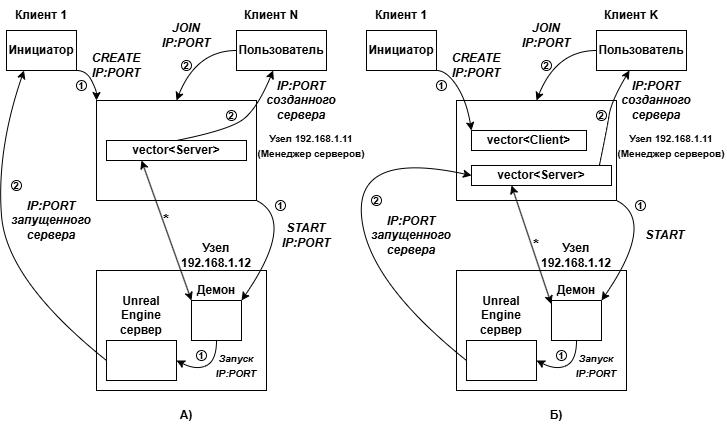 Клиент 1
Клиент N
Инициатор
Пользователь
JOIN
IP:PORT
CREATE
IP:PORT
①
②
②
IP:PORT
созданного
сервера
vector<Server>
Узел 192.168.1.11
(Менеджер серверов)
②
IP:PORT
запущенного
сервера
*
①
START
IP:PORT
Узел
192.168.1.12
Демон
Unreal
Engine
сервер
①
Запуск
IP:PORT
А)
Клиент 1
Клиент K
Инициатор
Пользователь
JOIN
IP:PORT
CREATE
IP:PORT
①
②
②
IP:PORT
созданного
сервера
vector<Client>
vector<Server>
Узел 192.168.1.11
(Менеджер серверов)
②
IP:PORT
запущенного
сервера
*
①
START
Узел
192.168.1.12
Демон
Unreal
Engine
сервер
①
Запуск
IP:PORT
Б)